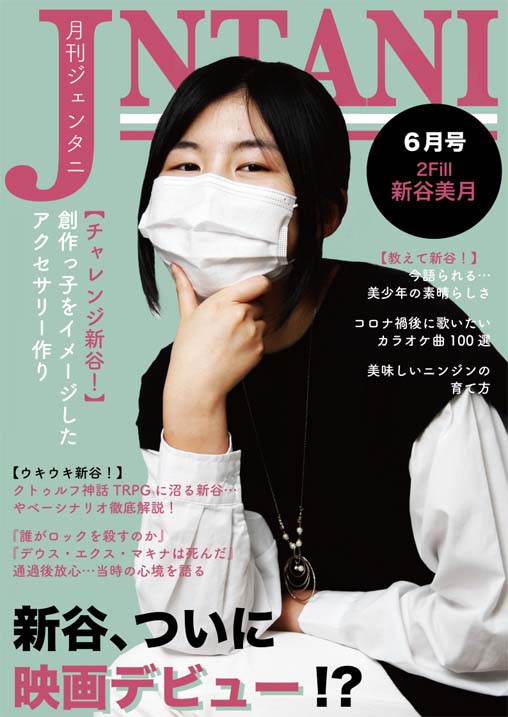 JNTANI
月刊ジェンタニ
6月号
2Fill
新谷美月
【チャレンジ新谷！】
創作っ子をイメージした
アクセサリー作り
【教えて新谷！】
今語られる…
美少年の素晴らしさ
コロナ禍後に歌いたい
カラオケ曲100選
美味しいニンジンの
育て方
【ウキウキ新谷！】
クトゥルフ神話TRPGに沼る新谷…
やべーシナリオ徹底解説！
『誰がロックを殺すのか』
『デウス・エクス・マキナは死んだ』
通過後放心…当時の心境を語る
新谷、ついに
映画デビュー!?